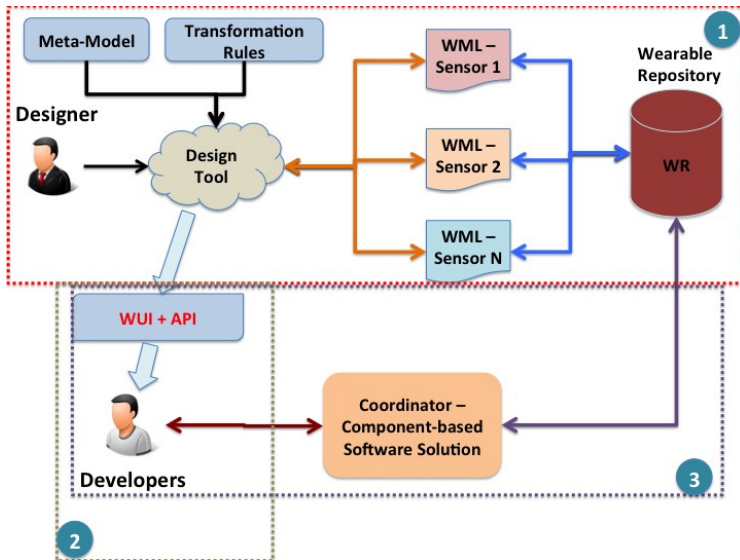 Meta-Model
Transformation
Rules
WML –
Sensor 1
1
Wearable
Repository
Designer
Design
Tool
WML –
Sensor 2
WR
WML –
Sensor N
WUI + API
Coordinator –
Component-based
Software Solution
Developers
3
2